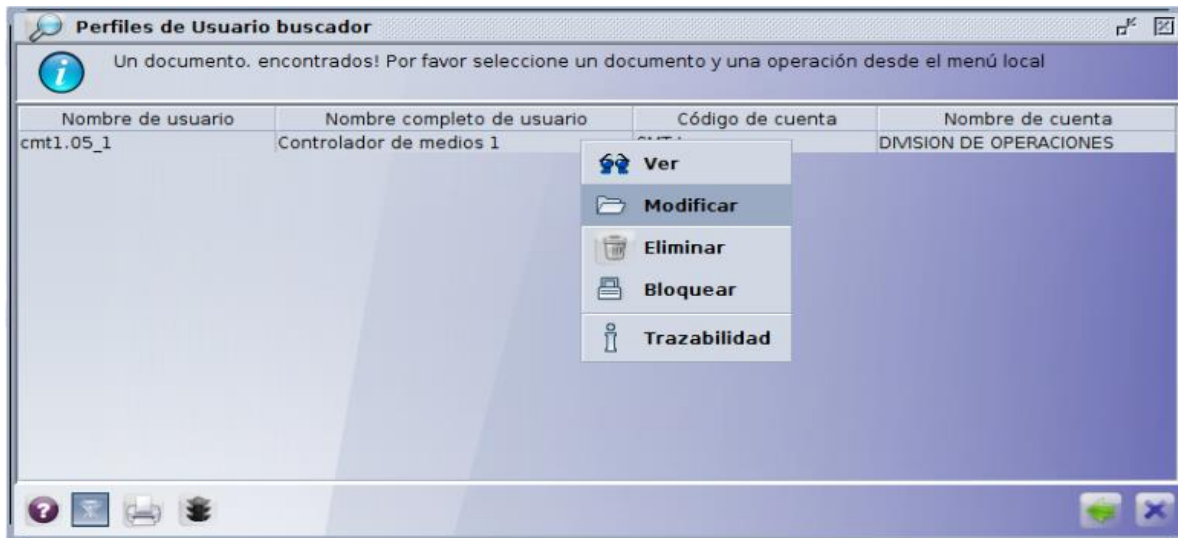 Perfiles de Usuario buscador
Un documento. encontrados! Por favor seleccione un documento y una operación desde el menú local
Nombre de usuario Nombre completo de usuario Código de cuenta Nombre de cuenta
cmt1.05_1 Controlador de medios 1 DIVISION DE OPERACIONES
Ver
Modificar
Eliminar
Bloquear
Trazabilidad